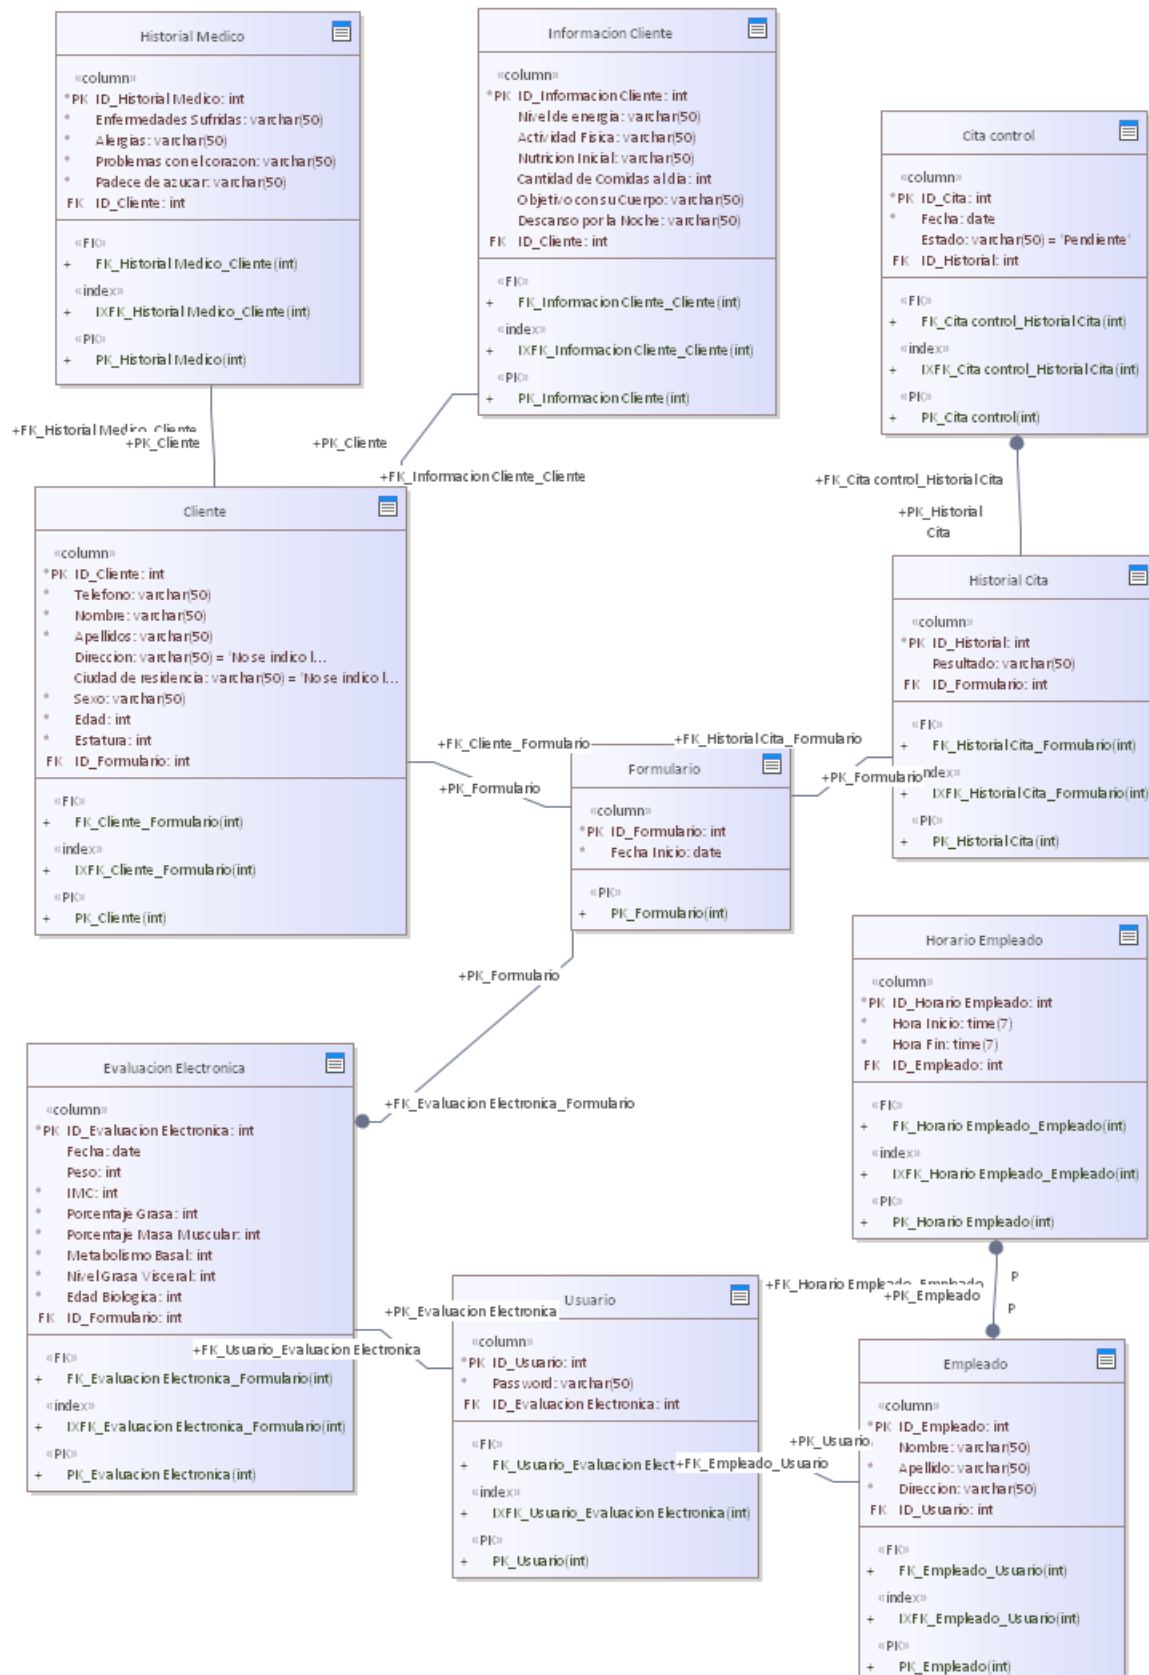 Historial Medico
«column»
*PK ID_Historial Medico: int
* Enfermedades Sufridas: varchar(50)
* Alergias: varchar(50)
* Problemas con el corazon: varchar(50)
* Padece de azucar: varchar(50)
FK ID_Cliente: int
«FK»
+ FK_Historial Medico_Cliente(int)
«index»
+ IXFK_Historial Medico_Cliente(int)
«PK»
+ PK_Historial Medico(int)
Informacion Cliente
«column»
*PK ID_Informacion Cliente: int
Nivel de energia: varchar(50)
Actividad Fisica: varchar(50)
Nutricion Inicial: varchar(50)
Cantidad de Comidas al dia: int
Objetivo con su Cuerpo: varchar(50)
Descanso por la Noche: varchar(50)
FK ID_Cliente: int
«FK»
+ FK_Informacion Cliente_Cliente(int)
«index»
+ IXFK_Informacion Cliente_Cliente(int)
«PK»
+ PK_Informacion Cliente(int)
Cita control
«column»
*PK ID_Cita: int
* Fecha: date
Estado: varchar(50) = 'Pendiente'
FK ID_Historial: int
«FK»
+ FK_Cita control_Historial Cita(int)
«index»
+ IXFK_Cita control_Historial Cita(int)
«PK»
+ PK_Cita control(int)
+FK_Historial Medico_Cliente
+PK_Cliente
+PK_Cliente
+FK_Informacion Cliente_Cliente
+FK_Cita control_Historial Cita
+PK_Historial
Cita
Cliente
«column»
*PK ID_Cliente: int
* Telefono: varchar(50)
* Nombre: varchar(50)
* Apellidos: varchar(50)
Direccion: varchar(50) = 'No se indico l...
Ciudad de residencia: varchar(50) = 'No se indico l...
* Sexo: varchar(50)
* Edad: int
* Estatura: int
FK ID_Formulario: int
«FK»
+ FK_Cliente_Formulario(int)
«index»
+ IXFK_Cliente_Formulario(int)
«PK»
+ PK_Cliente(int)
Historial Cita
«column»
*PK ID_Historial: int
Resultado: varchar(50)
FK ID_Formulario: int
«FK»
+ FK_Historial Cita_Formulario(int)
ndex»
+ IXFK_Historial Cita_Formulario(int)
«PK»
+ PK_Historial Cita(int)
+FK_Cliente_Formulario
+PK_Formulario
+FK_Historial Cita_Formulario
+PK_Formulario
Formulario
«column»
*PK ID_Formulario: int
* Fecha Inicio: date
«PK»
+ PK_Formulario(int)
+PK_Formulario
+FK_Evaluacion Electronica_Formulario
Horario Empleado
«column»
*PK ID_Horario Empleado: int
* Hora Inicio: time(7)
* Hora Fin: time(7)
FK ID_Empleado: int
«FK»
+ FK_Horario Empleado_Empleado(int)
«index»
+ IXFK_Horario Empleado_Empleado(int)
«PK»
+ PK_Horario Empleado(int)
Evaluacion Electronica
«column»
*PK ID_Evaluacion Electronica: int
Fecha: date
Peso: int
* IMC: int
* Porcentaje Grasa: int
* Porcentaje Masa Muscular: int
* Metabolismo Basal: int
* Nivel Grasa Visceral: int
* Edad Biologica: int
FK ID_Formulario: int
«FK»
+ FK_Evaluacion Electronica_Formulario(int)
«index»
+ IXFK_Evaluacion Electronica_Formulario(int)
«PK»
+ PK_Evaluacion Electronica(int)
+PK_Evaluacion Electronica
+FK_Usuario_Evaluacion Electronica
+FK_Horario Empleado_Empleado
+PK_Empleado
P
P
Usuario
«column»
*PK ID_Usuario: int
* Password: varchar(50)
FK ID_Evaluacion Electronica: int
«FK»
+ FK_Usuario_Evaluacion Elect
«index»
+ IXFK_Usuario_Evaluacion Electronica(int)
«PK»
+ PK_Usuario(int)
+PK_Usuario
+FK_Empleado_Usuario
Empleado
«column»
*PK ID_Empleado: int
Nombre: varchar(50)
* Apellido: varchar(50)
* Direccion: varchar(50)
FK ID_Usuario: int
«FK»
+ FK_Empleado_Usuario(int)
«index»
+ IXFK_Empleado_Usuario(int)
«PK»
+ PK_Empleado(int)